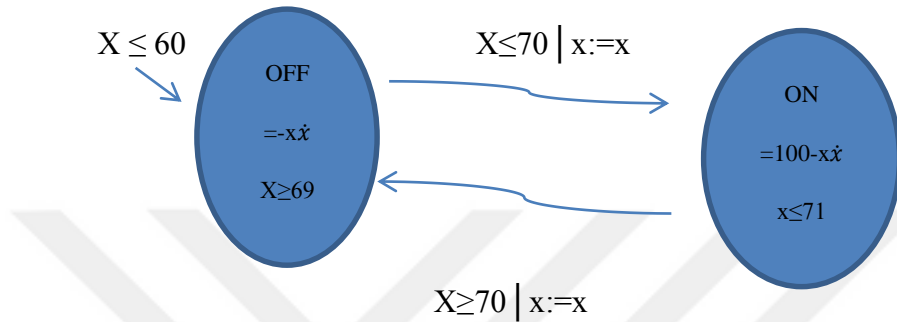 X ≤ 60
X≤70 | x:=x
OFF
=-xẋ
X≥69
ON
=100-xẋ
x≤71
X≥70 | x:=x